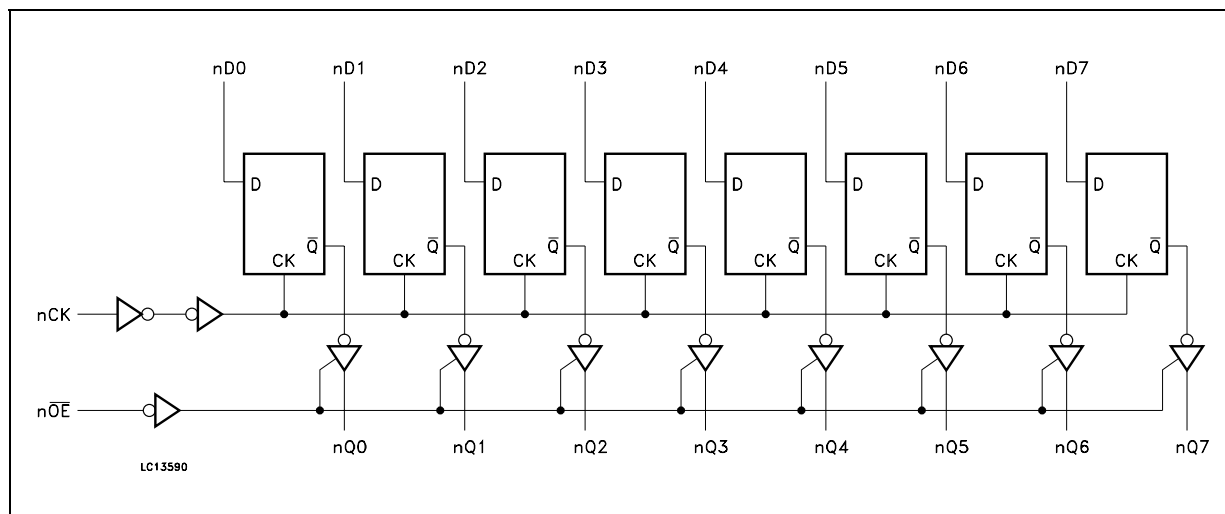 nD0 nD1 nD2 nD3 nD4 nD5 nD6 nD7
D D D D D D D D
Q̅ Q̅ Q̅ Q̅ Q̅ Q̅ Q̅ Q̅
CK CK CK CK CK CK CK CK
nCK
nO̅E̅
nQ0 nQ1 nQ2 nQ3 nQ4 nQ5 nQ6 nQ7
LC13590